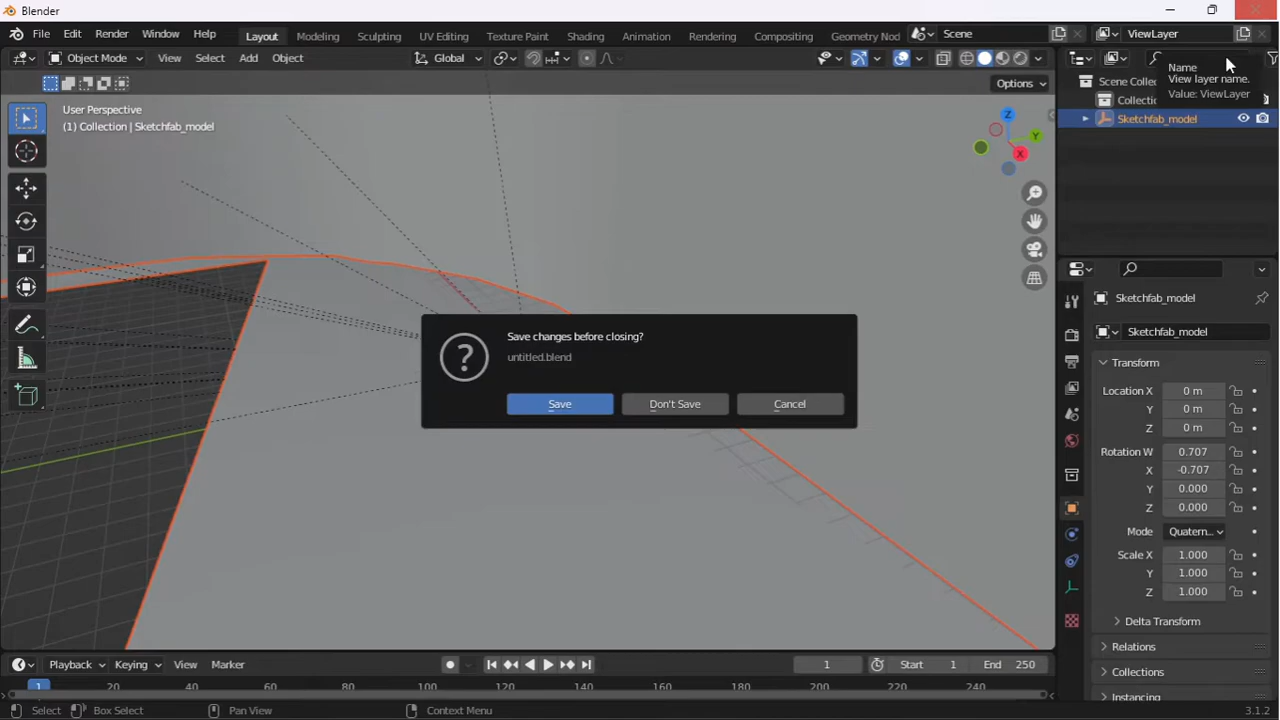 Blender
File Edit Render Window Help Layout Modeling Sculpting UV Editing Texture Paint Shading Animation Rendering Compositing Geometry Nod Scene ViewLayer
Object Mode View Select Add Object Global
Options
User Perspective
(1) Collection | Sketchfab_model
Z
Y
X
Name
View layer name.
Value: ViewLayer
Scene Collec
Collectio
Sketchfab_model
Save changes before closing?
untitled.blend
Save Don't Save Cancel
Sketchfab_model
Sketchfab_model
Transform
Location X 0 m
Y 0 m
Z 0 m
Rotation W 0.707
X -0.707
Y 0.000
Z 0.000
Mode Quatern...
Scale X 1.000
Y 1.000
Z 1.000
Delta Transform
Relations
Collections
Instancing
Playback Keying View Marker 1 Start 1 End 250
1 20 40 60 80 100 120 140 160 180 200 220 240
Select Box Select Pan View Context Menu 3.1.2